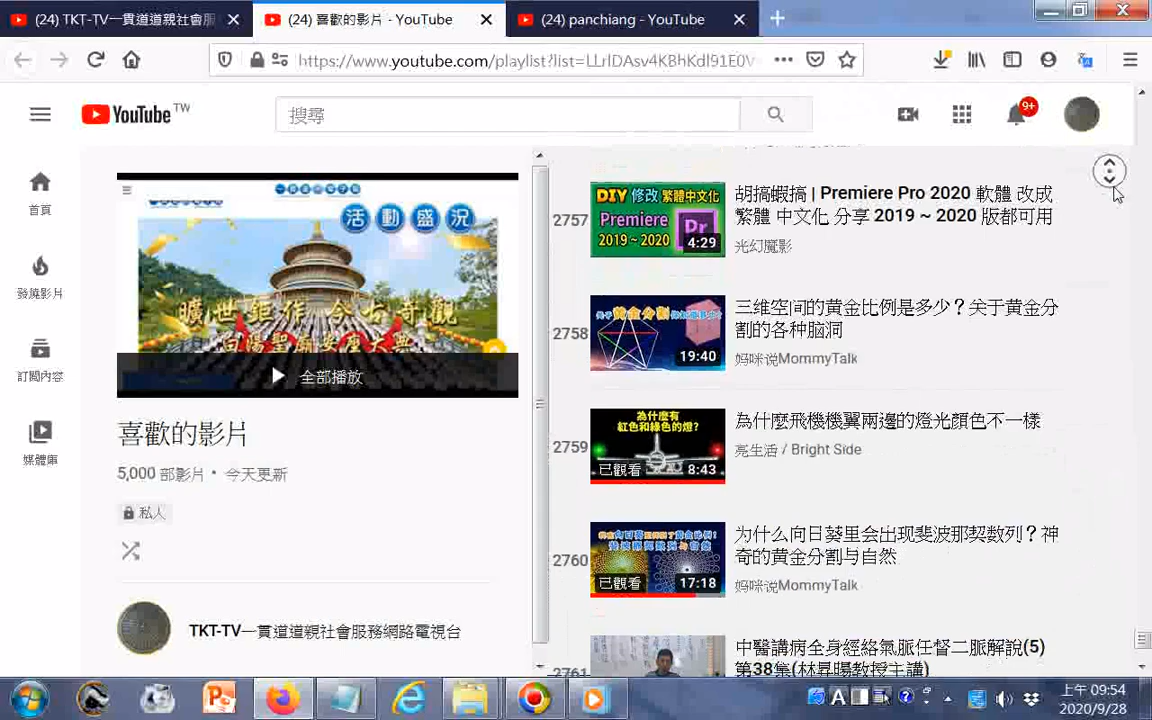 (24) TKT-TV一貫道道親社會服
(24) 喜歡的影片 - YouTube
(24) panchiang - YouTube
https://www.youtube.com/playlist?list=LLrlDAsv4KBhKdl91E0V
YouTube TW
搜尋
9+
首頁
發燒影片
訂閱內容
媒體庫
活動盛況
曠世鉅作 今古奇觀
白陽聖廟安座大典
全部播放
喜歡的影片
5,000 部影片 • 今天更新
私人
TKT-TV一貫道道親社會服務網路電視台
2757
DIY 修改 繁體中文化
Premiere
2019 ~ 2020
Pr
4:29
胡搞蝦搞 | Premiere Pro 2020 軟體 改成
繁體 中文化 分享 2019 ~ 2020 版都可用
光幻魔影
2758
19:40
三维空间的黄金比例是多少？关于黄金分
割的各种脑洞
妈咪说MommyTalk
2759
為什麼有
紅色和綠色的燈?
已觀看
8:43
為什麼飛機機翼兩邊的燈光顏色不一樣
亮生活 / Bright Side
2760
已觀看
17:18
为什么向日葵里会出现斐波那契数列？神
奇的黄金分割与自然
妈咪说MommyTalk
2761
中醫講病全身經絡氣脈任督二脈解說(5)
第38集(林昇暘教授主講)
上午 09:54
2020/9/28